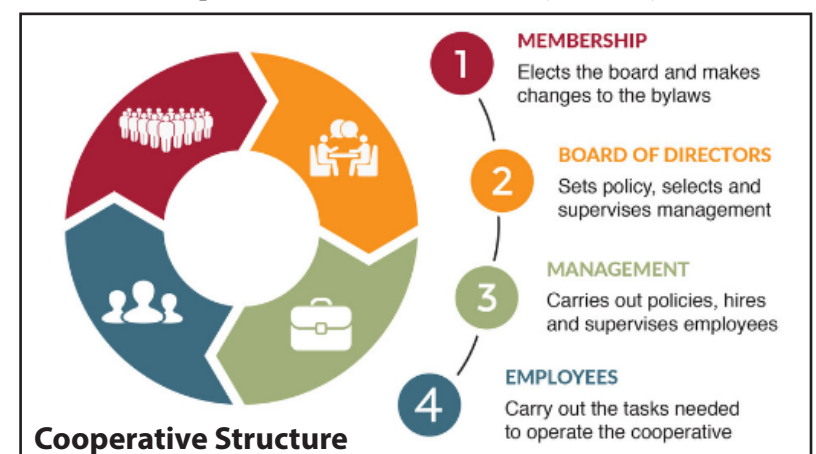 1
MEMBERSHIP
Elects the board and makes
changes to the bylaws
2
BOARD OF DIRECTORS
Sets policy, selects and
supervises management
3
MANAGEMENT
Carries out policies, hires
and supervises employees
4
EMPLOYEES
Carry out the tasks needed
to operate the cooperative
Cooperative Structure